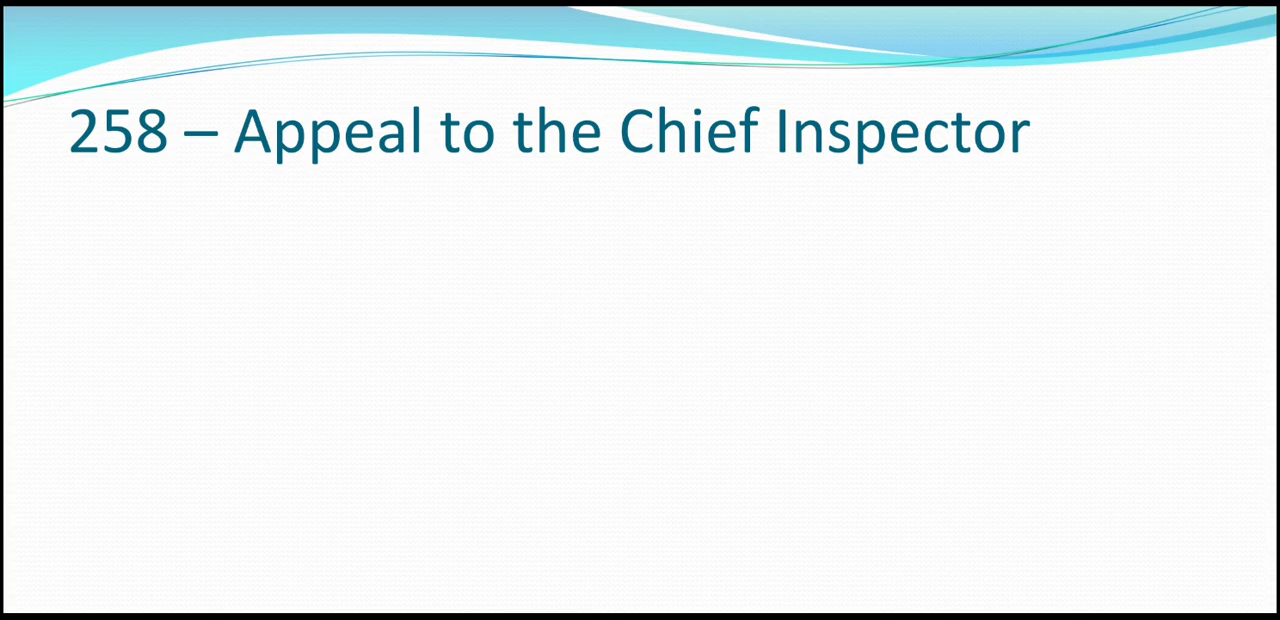 258 – Appeal to the Chief Inspector